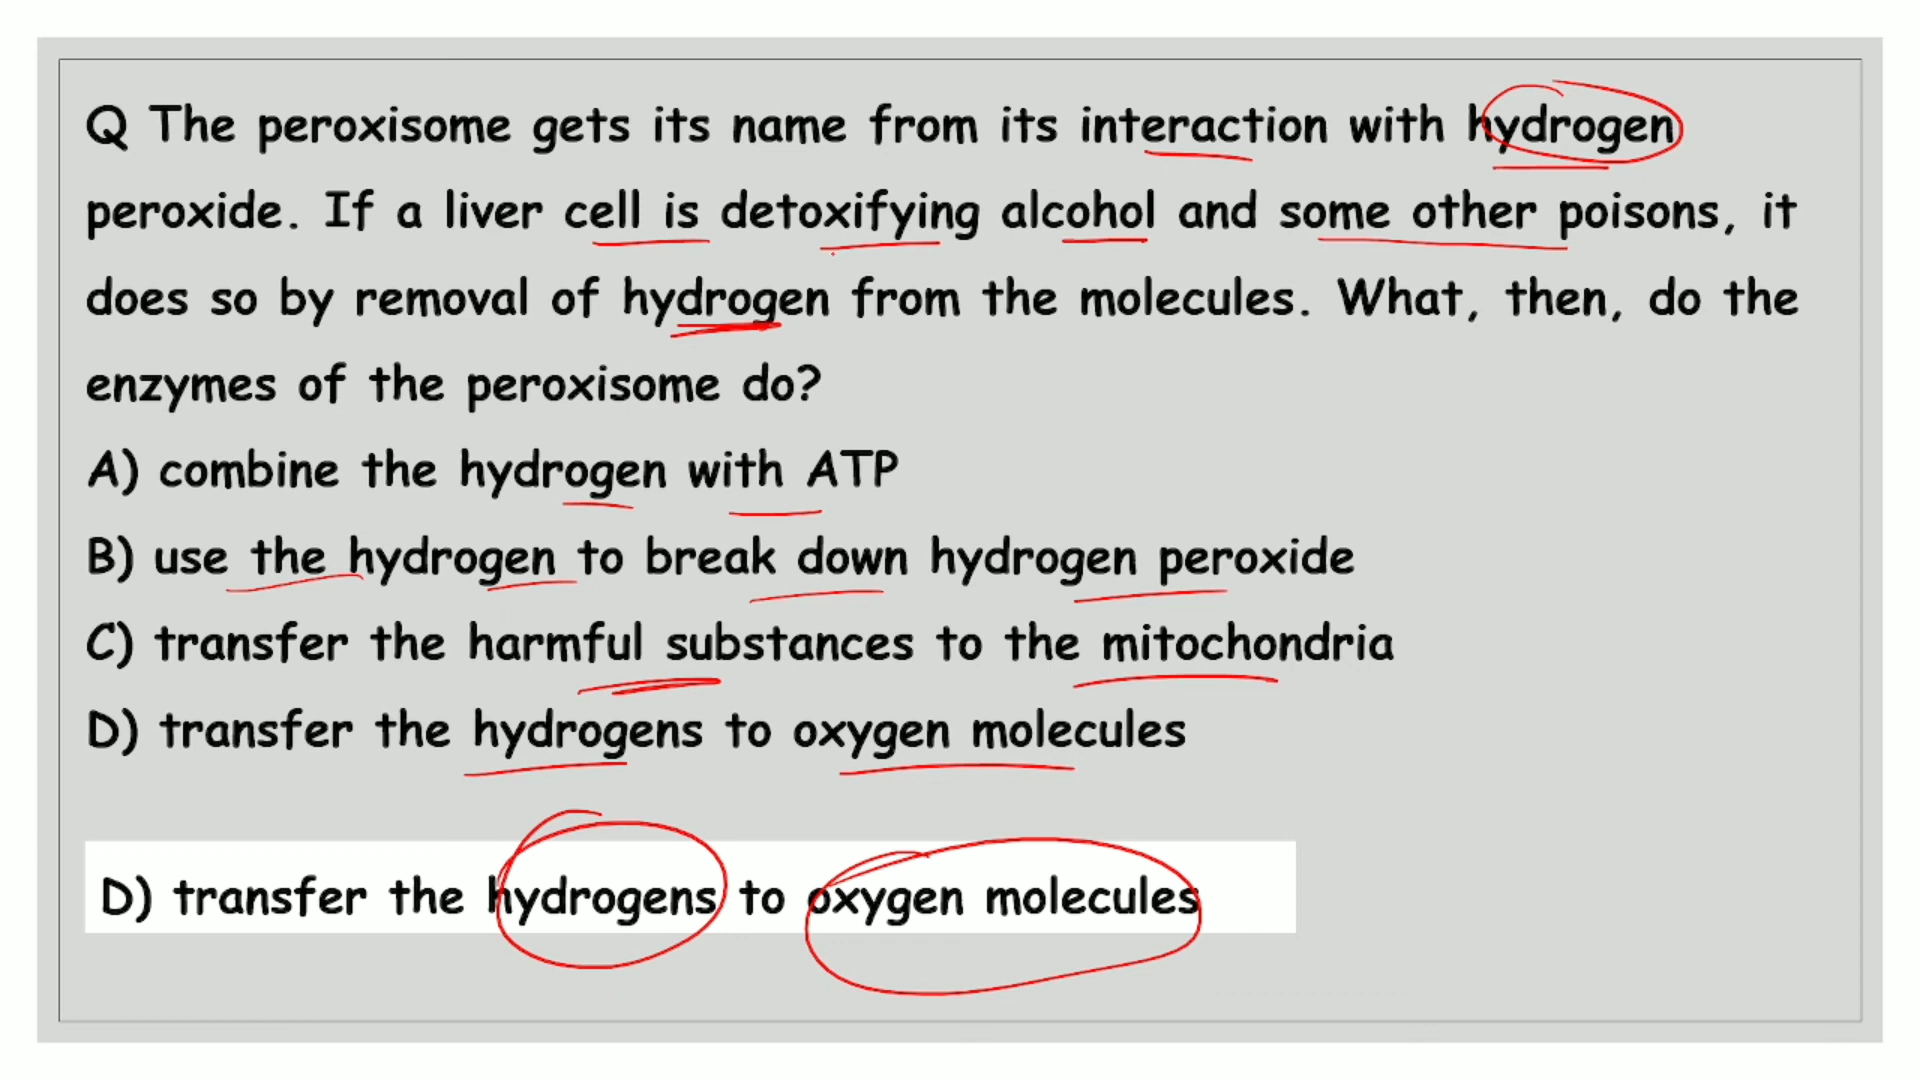 Q The peroxisome gets its name from its interaction with hydrogen
peroxide. If a liver cell is detoxifying alcohol and some other poisons, it
does so by removal of hydrogen from the molecules. What, then, do the
enzymes of the peroxisome do?
A) combine the hydrogen with ATP
B) use the hydrogen to break down hydrogen peroxide
C) transfer the harmful substances to the mitochondria
D) transfer the hydrogens to oxygen molecules
D) transfer the hydrogens to oxygen molecules